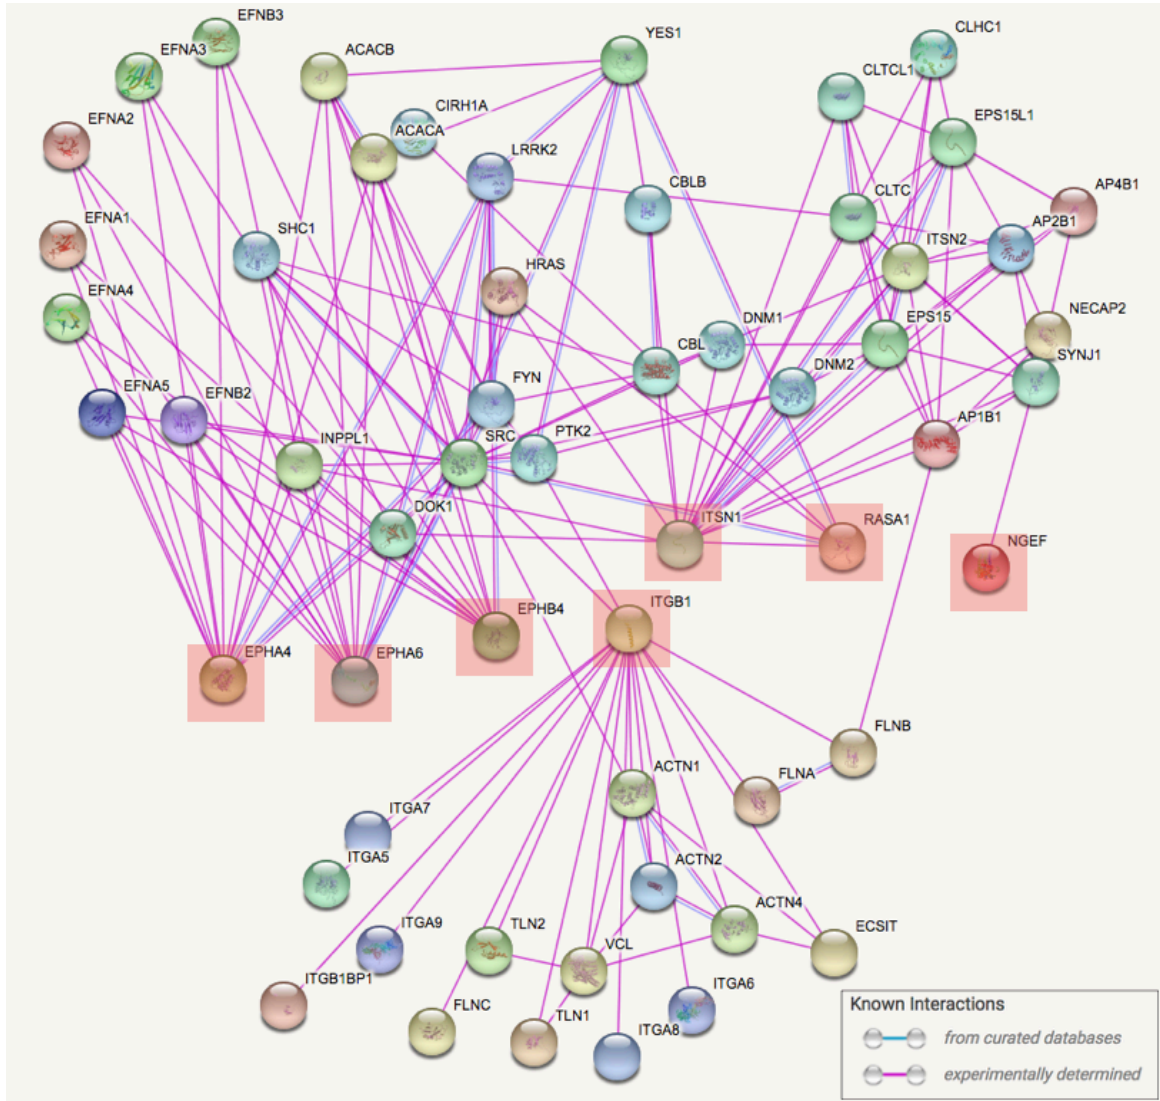 EFNB3
EFNA3
ACACB
YES1
CLHC1
CLTCL1
EFNA2
CIRH1A
ACACA
EPS15L1
LRRK2
CBLB
CLTC
AP4B1
EFNA1
SHC1
AP2B1
ITSN2
HRAS
EFNA4
DNM1
EPS15
NECAP2
CBL
DNM2
SYNJ1
EFNA5
EFNB2
FYN
AP1B1
INPPL1
SRC
PTK2
DOK1
ITSN1
RASA1
NGEF
EPHB4
ITGB1
EPHA4
EPHA6
FLNB
ACTN1
FLNA
ITGA7
ITGA5
ACTN2
ACTN4
ITGA9
TLN2
VCL
ECSIT
ITGB1BP1
FLNC
TLN1
ITGA8
ITGA6
Known Interactions
from curated databases
experimentally determined